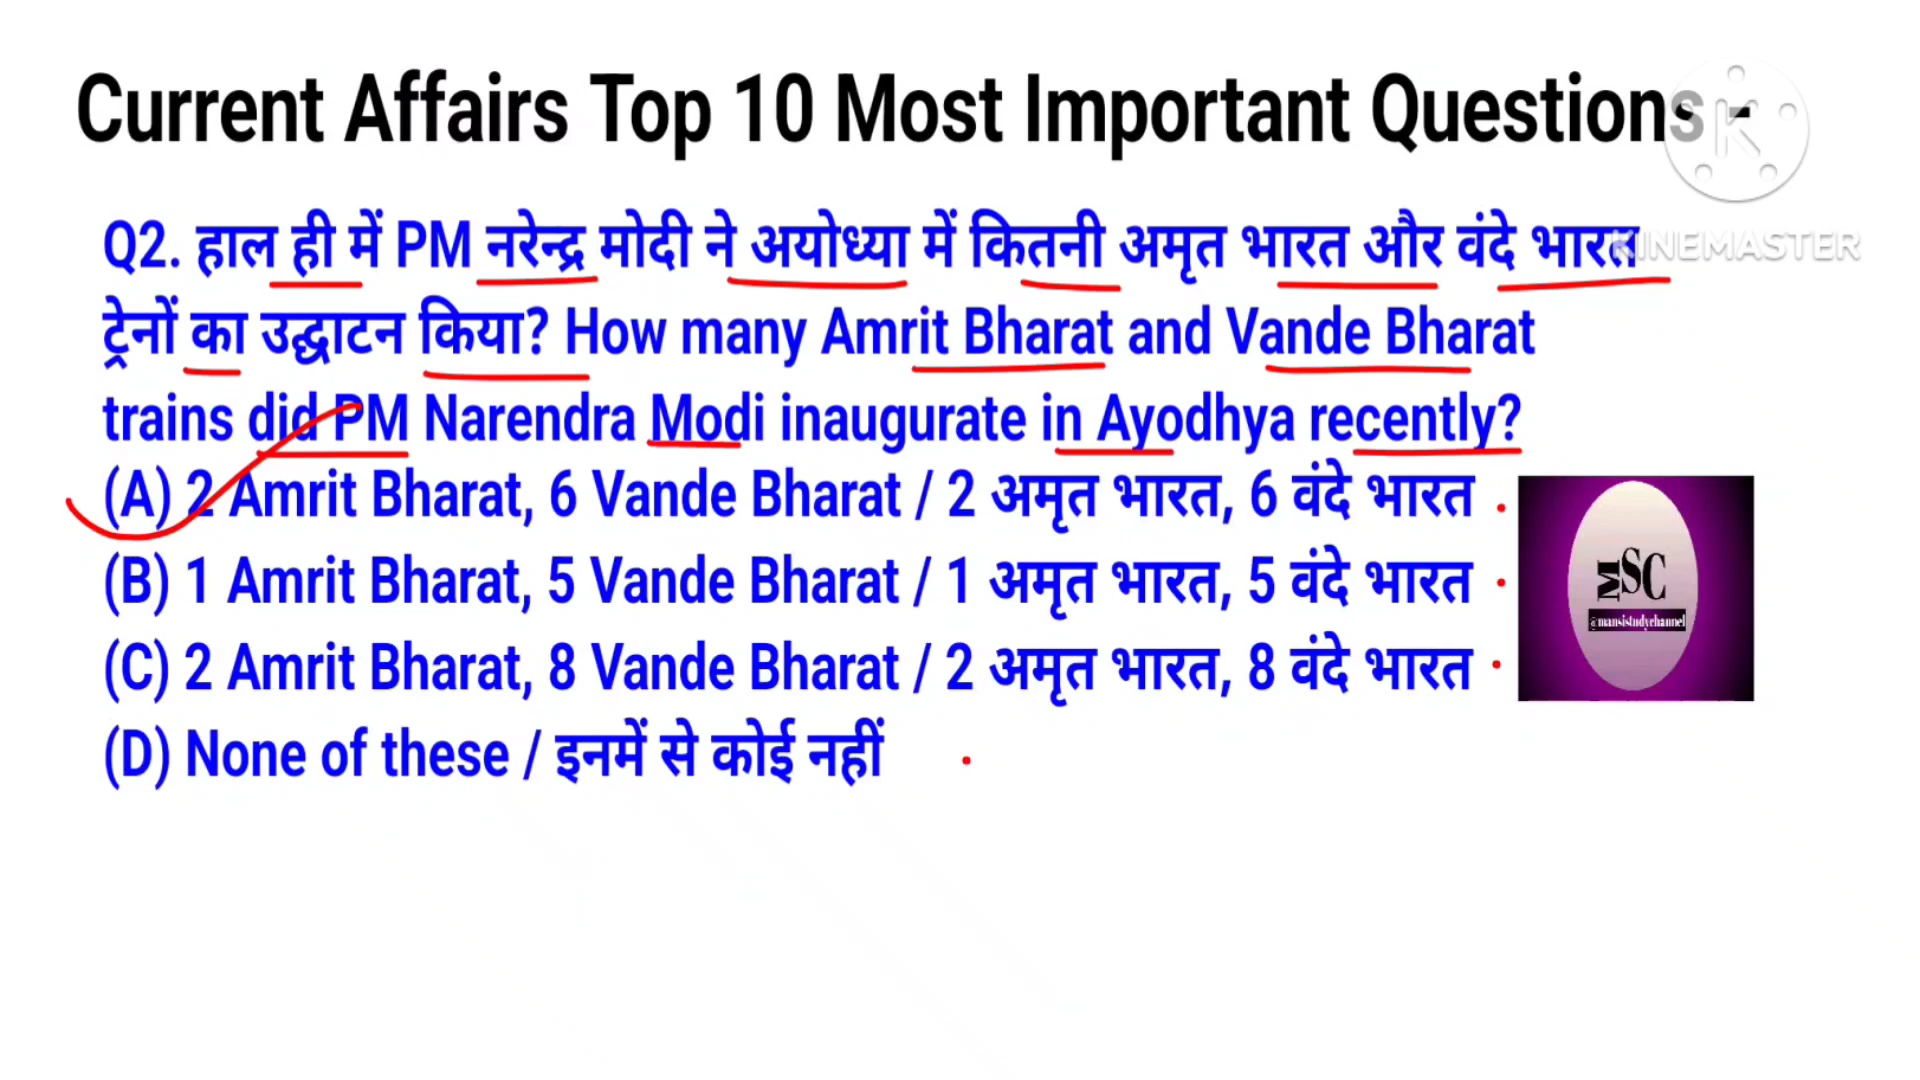 Current Affairs Top 10 Most Important Questions -
Q2. हाल ही में PM नरेन्द्र मोदी ने अयोध्या में कितनी अमृत भारत और वंदे भारत
KINEMASTER
ट्रेनों का उद्घाटन किया? How many Amrit Bharat and Vande Bharat
trains did PM Narendra Modi inaugurate in Ayodhya recently?
(A) 2 Amrit Bharat, 6 Vande Bharat / 2 अमृत भारत, 6 वंदे भारत
(B) 1 Amrit Bharat, 5 Vande Bharat / 1 अमृत भारत, 5 वंदे भारत
MSC
@mansistudychannel
(C) 2 Amrit Bharat, 8 Vande Bharat / 2 अमृत भारत, 8 वंदे भारत
(D) None of these / इनमें से कोई नहीं